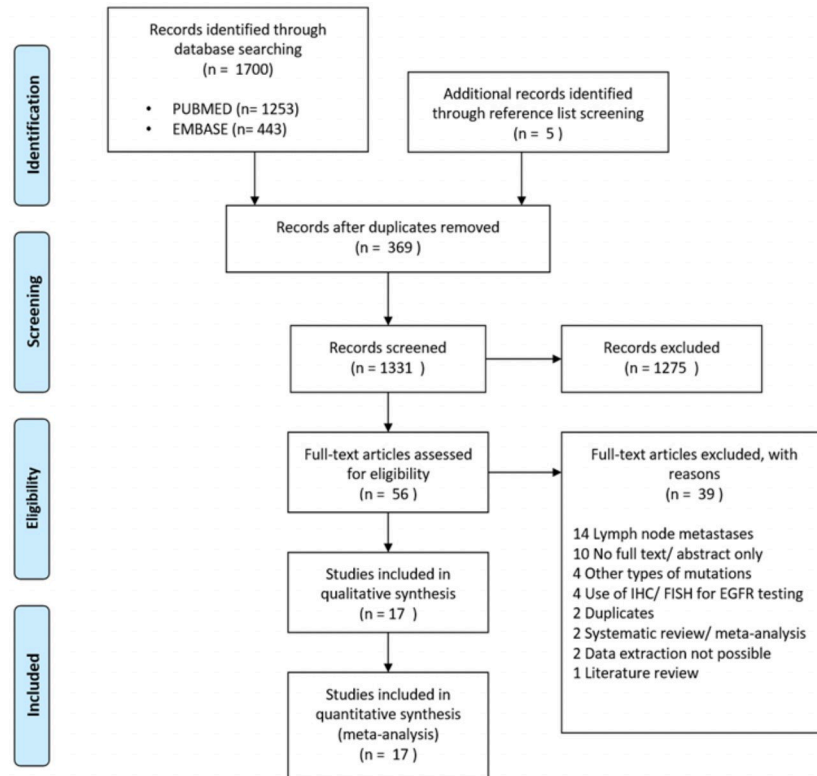 Identification
Records identified through
database searching
(n = 1700)
• PUBMED (n= 1253)
• EMBASE (n= 443)
Additional records identified
through reference list screening
(n = 5 )
Records after duplicates removed
(n = 369 )
Screening
Records screened
(n = 1331 )
Records excluded
(n = 1275 )
Eligibility
Full-text articles assessed
for eligibility
(n = 56 )
Full-text articles excluded, with
reasons
(n = 39 )
14 Lymph node metastases
10 No full text/ abstract only
4 Other types of mutations
4 Use of IHC/ FISH for EGFR testing
2 Duplicates
2 Systematic review/ meta-analysis
2 Data extraction not possible
1 Literature review
Studies included in
qualitative synthesis
(n = 17 )
Included
Studies included in
quantitative synthesis
(meta-analysis)
(n = 17 )